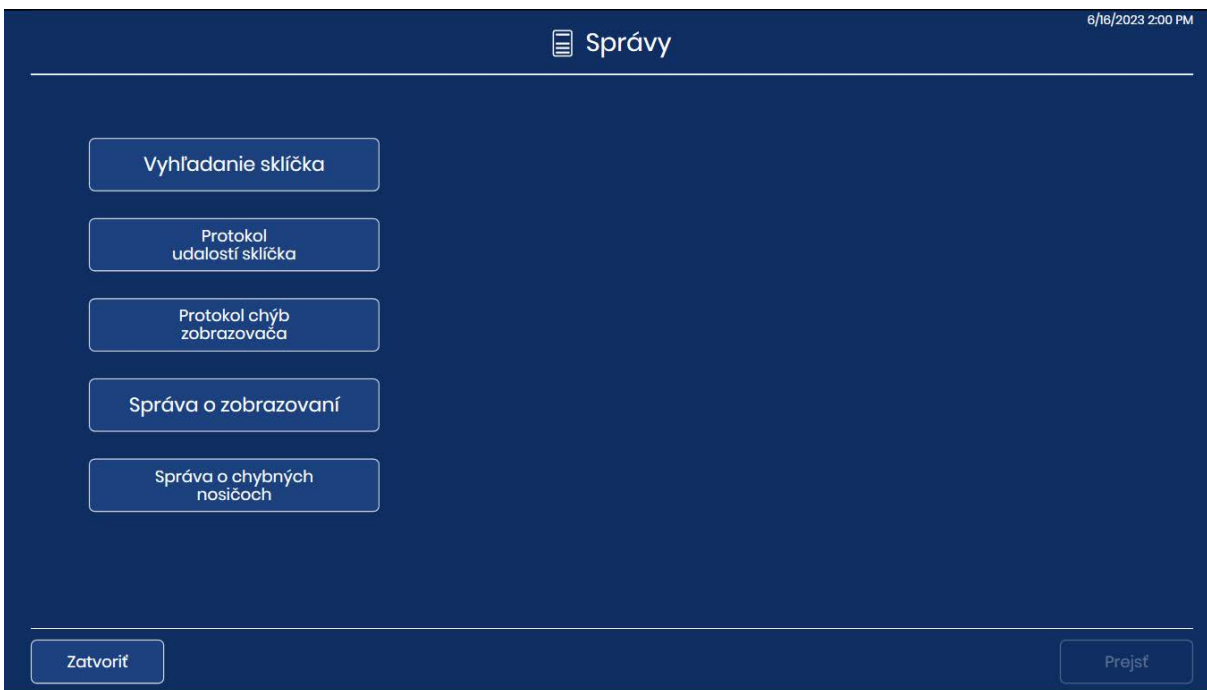 6/16/2023 2:00 PM
Správy
Vyhľadanie sklíčka
Protokol
udalostí sklíčka
Protokol chýb
zobrazovača
Správa o zobrazovaní
Správa o chybných
nosičoch
Zatvoriť
Prejsť